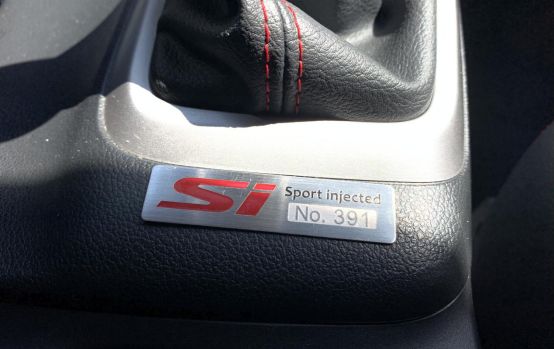 Si Sport injected
No. 391